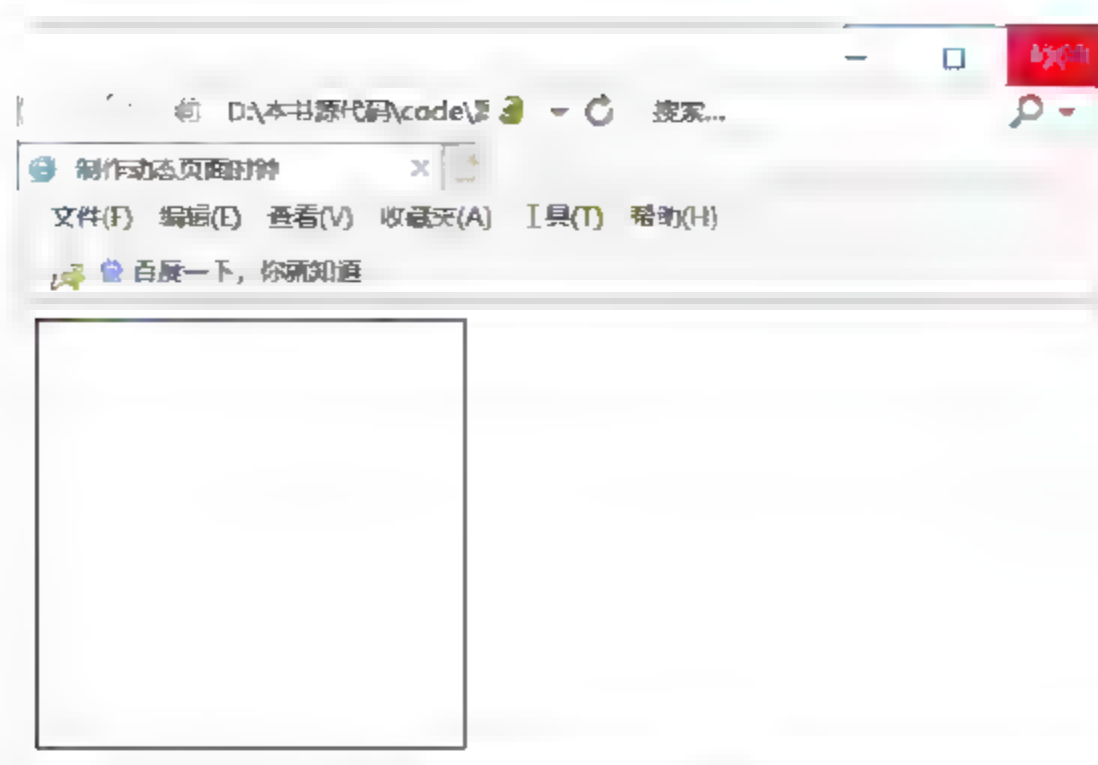 D:\本书源代码\code\ 搜索...
制作动态页面时钟
文件(F) 编辑(E) 查看(V) 收藏夹(A) 工具(T) 帮助(H)
百度一下，你就知道